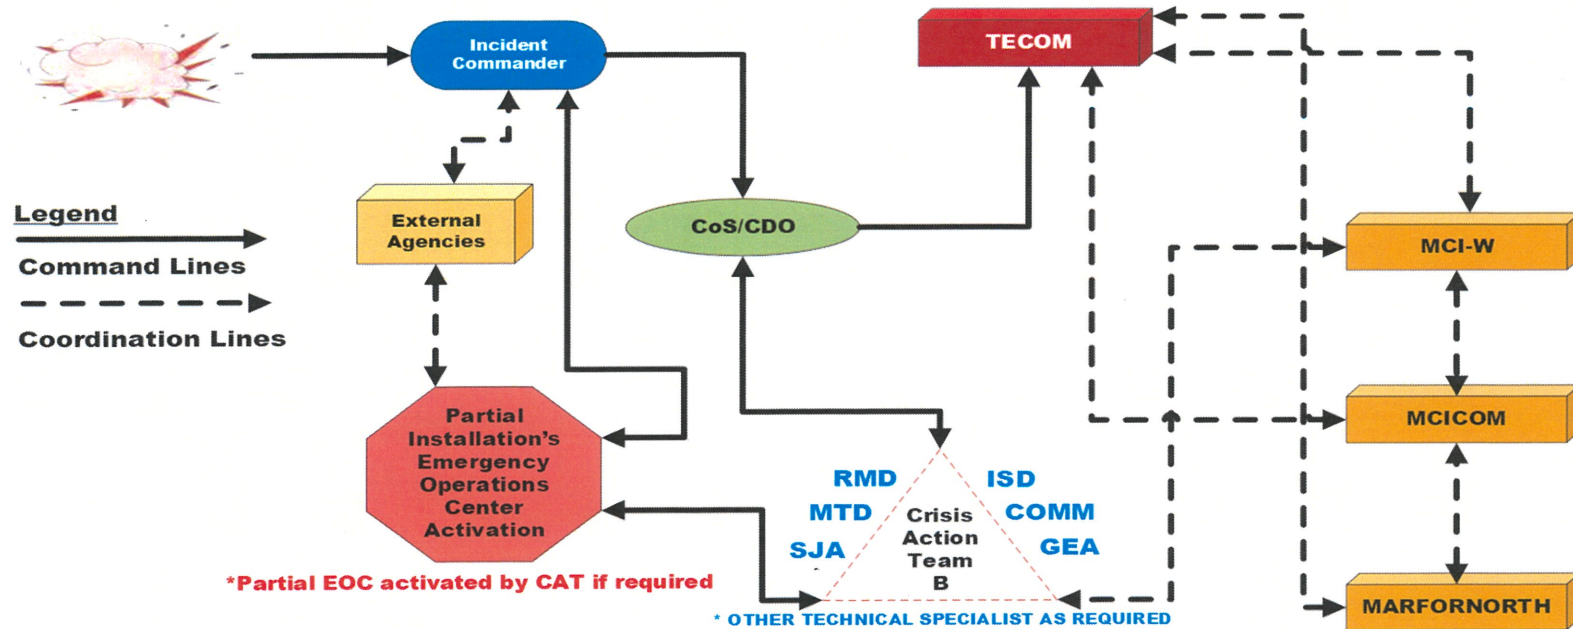 Incident
Commander
TECOM
External
Agencies
Legend
Command Lines
Coordination Lines
CoS/CDO
MCI-W
MCICOM
MARFORNORTH
Partial
Installation's
Emergency
Operations
Center
Activation
*Partial EOC activated by CAT if required
RMD
MTD
SJA
ISD
COMM
GEA
Crisis
Action
Team
B
* OTHER TECHNICAL SPECIALIST AS REQUIRED